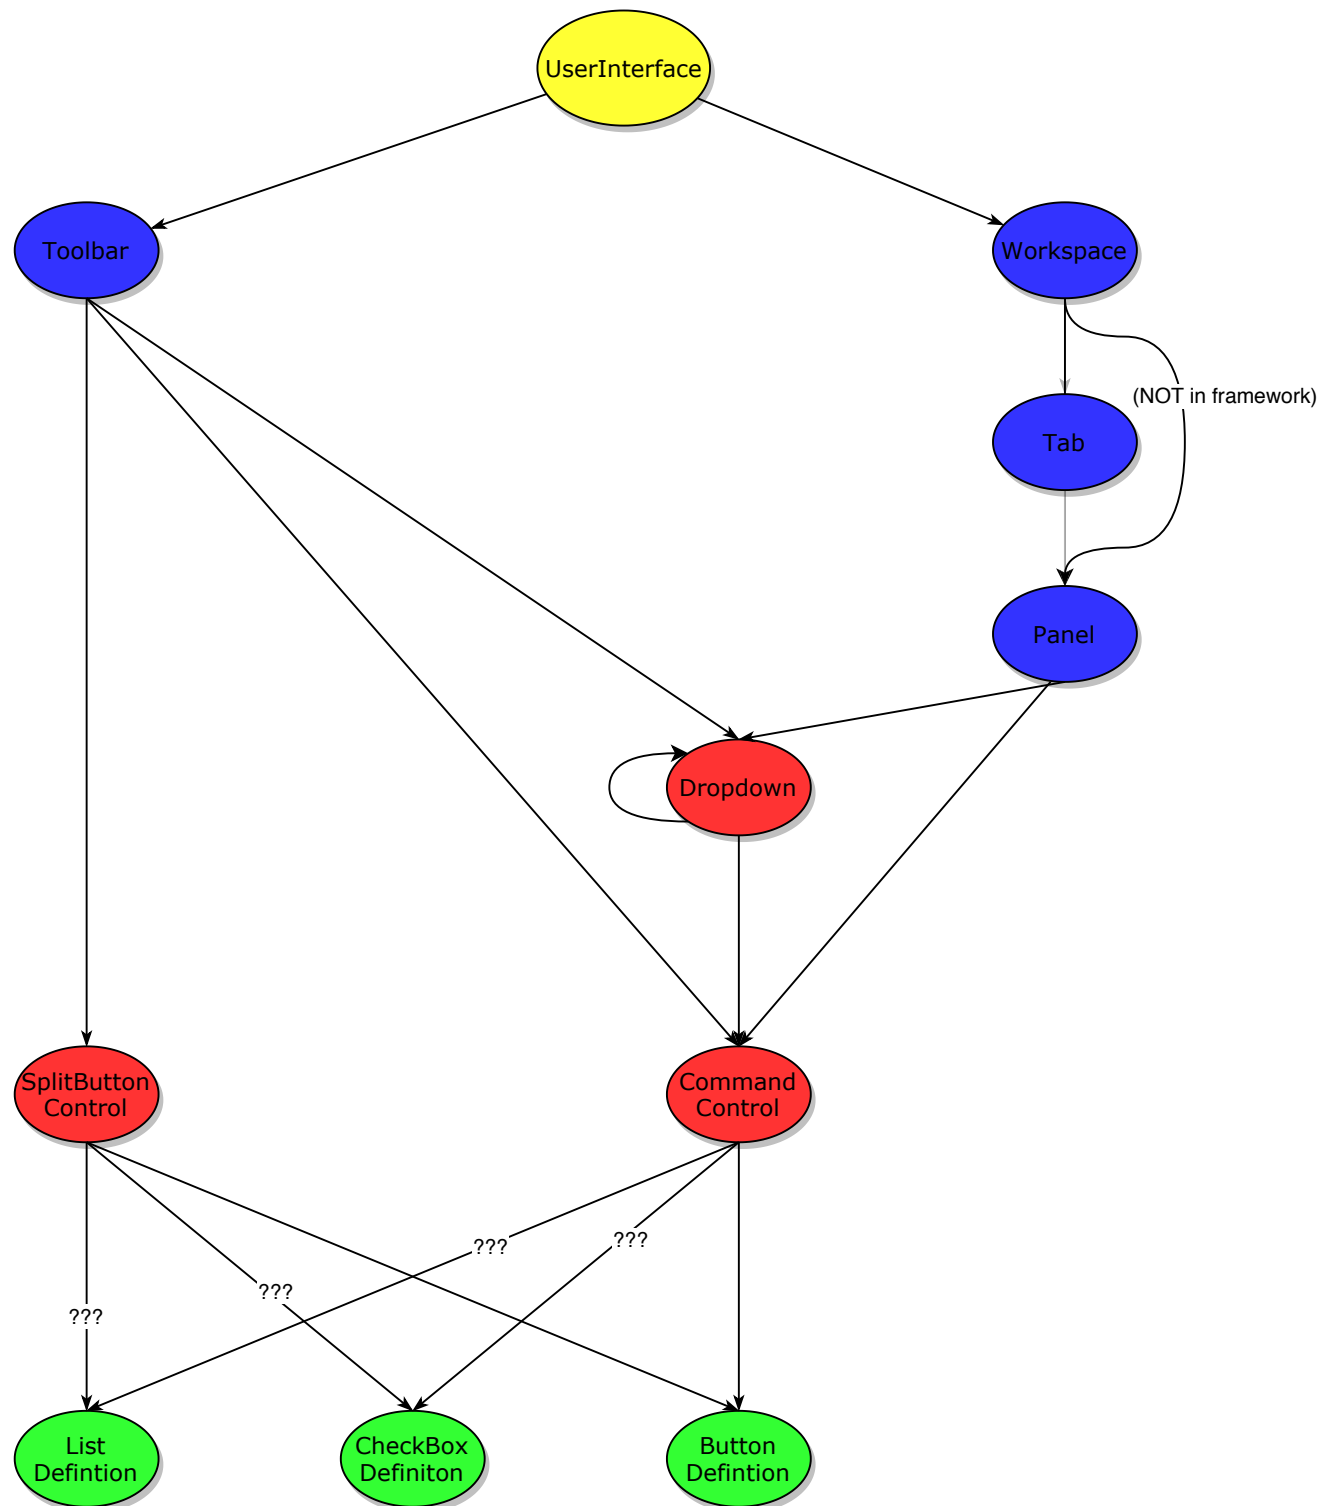 UserInterface
Toolbar
Workspace
(NOT in framework)
Tab
Panel
Dropdown
SplitButton
Control
Command
Control
???
???
???
???
List
Defintion
CheckBox
Definiton
Button
Defintion